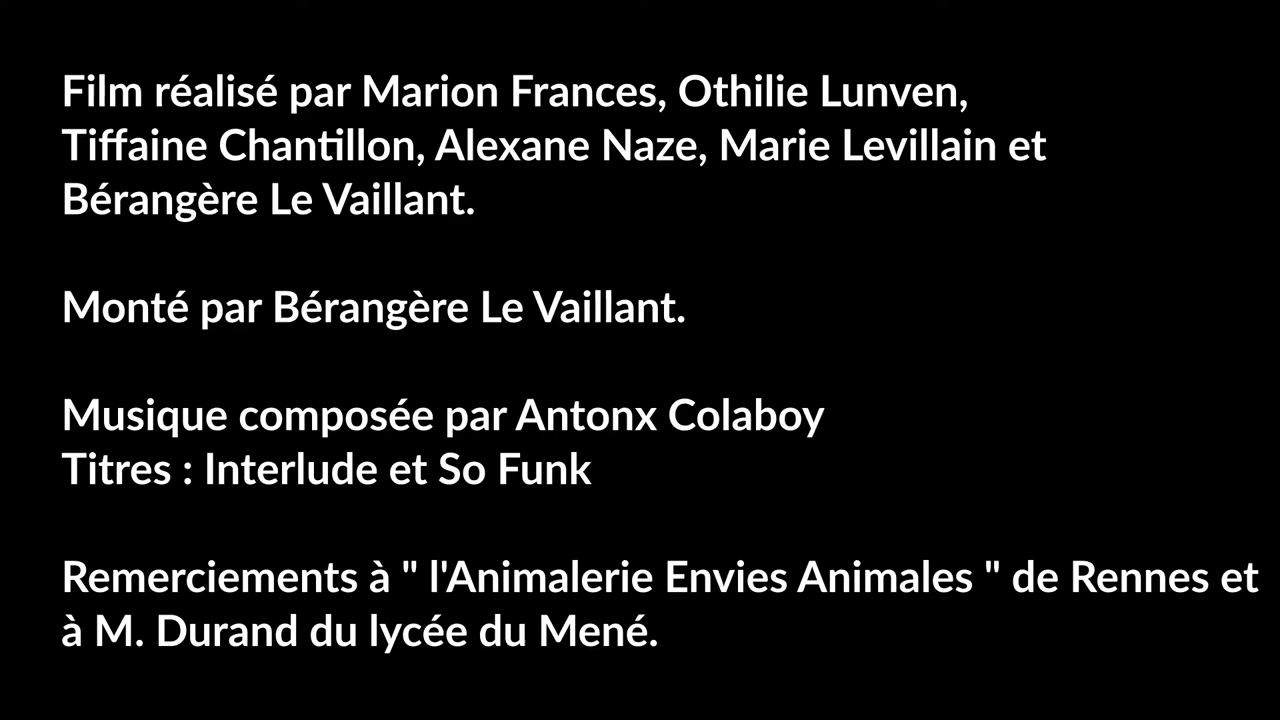 Film réalisé par Marion Frances, Othilie Lunven,
Tiffaine Chantillon, Alexane Naze, Marie Levillain et
Bérangère Le Vaillant.
Monté par Bérangère Le Vaillant.
Musique composée par Antonx Colaboy
Titres : Interlude et So Funk
Remerciements à " l'Animalerie Envies Animales " de Rennes et
à M. Durand du lycée du Mené.